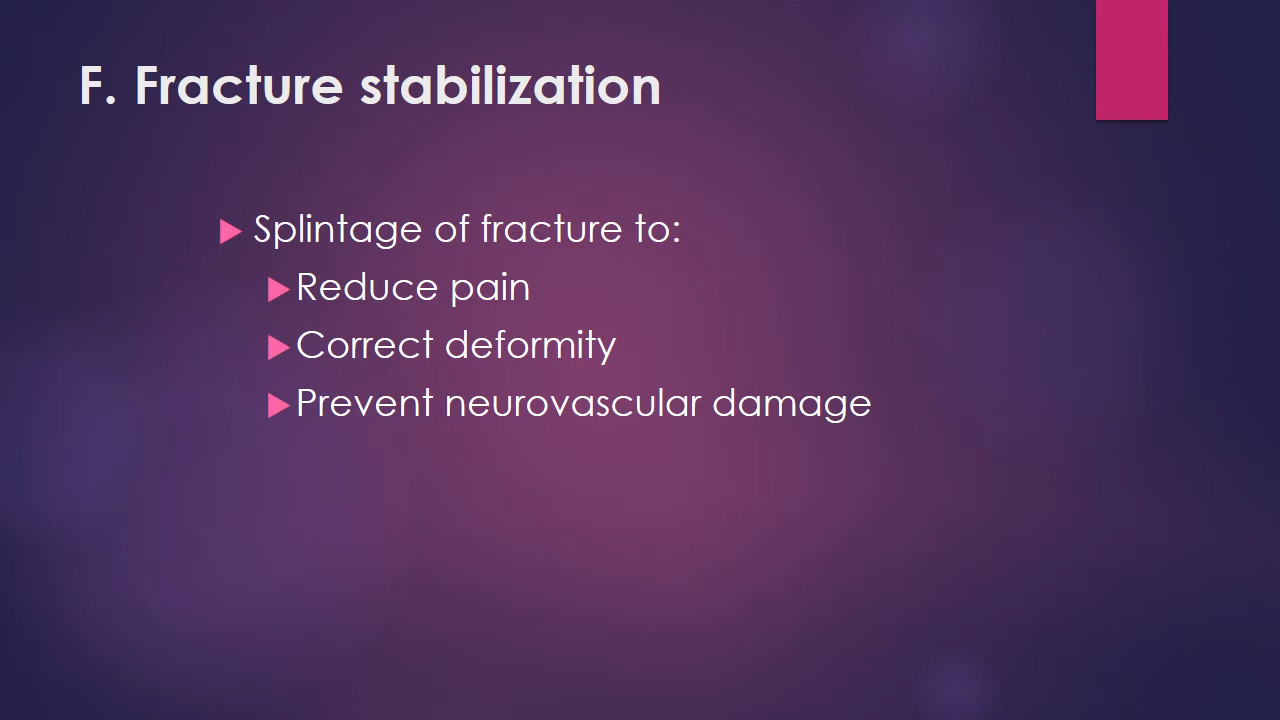 F. Fracture stabilization
Splintage of fracture to:
Reduce pain
Correct deformity
Prevent neurovascular damage